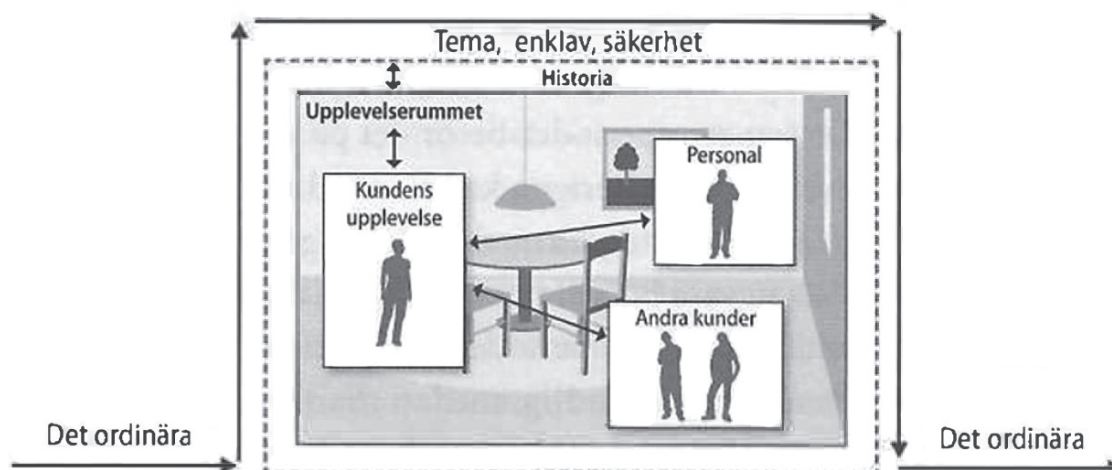 Tema, enklav, säkerhet
Historia
Upplevelserummet
Kundens
upplevelse
Personal
Andra kunder
Det ordinära
Det ordinära